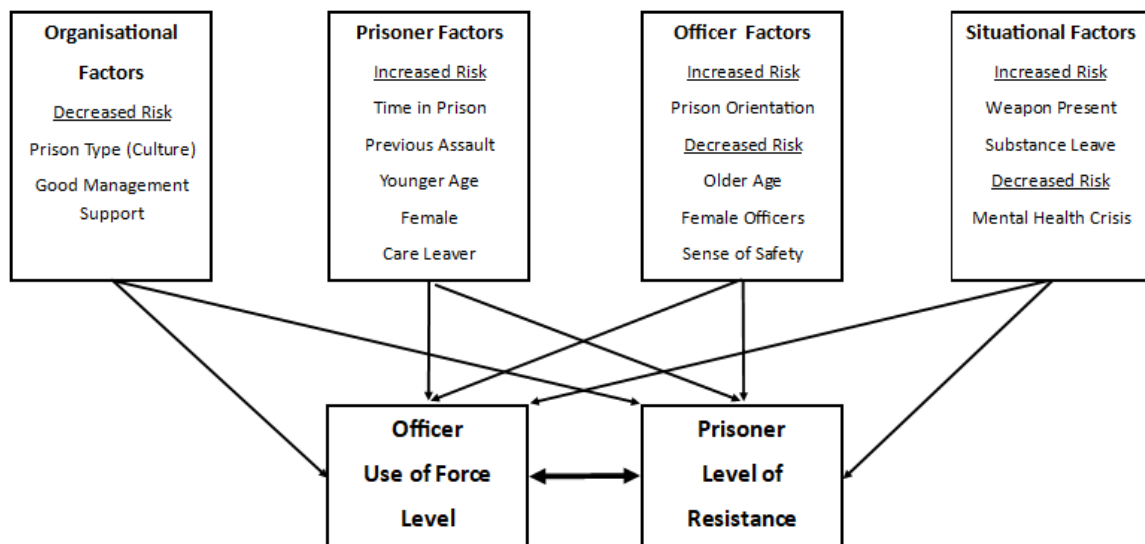 Organisational
Factors
Decreased Risk
Prison Type (Culture)
Good Management
Support
Prisoner Factors
Increased Risk
Time in Prison
Previous Assault
Younger Age
Female
Care Leaver
Officer Factors
Increased Risk
Prison Orientation
Decreased Risk
Older Age
Female Officers
Sense of Safety
Situational Factors
Increased Risk
Weapon Present
Substance Leave
Decreased Risk
Mental Health Crisis
Officer
Use of Force
Level
Prisoner
Level of
Resistance